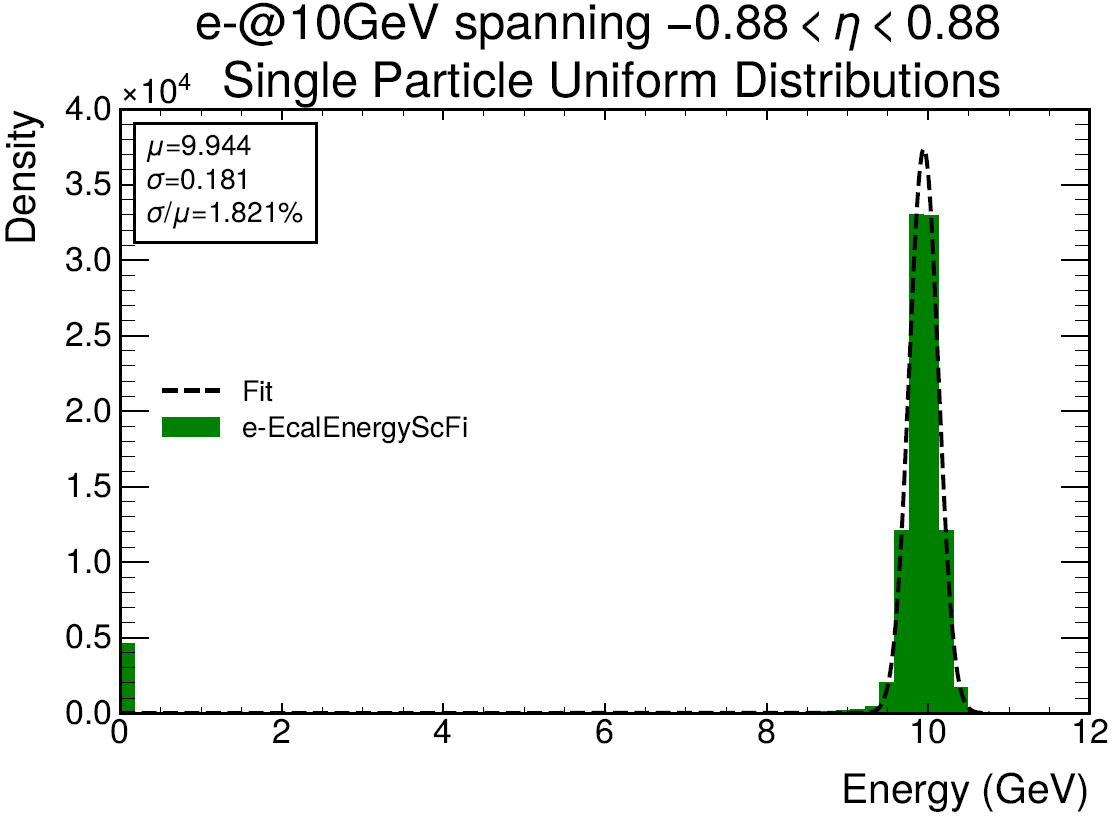 e-@10GeV spanning −0.88 < η < 0.88
Single Particle Uniform Distributions
×10⁴
Density
4.0
3.5
3.0
2.5
2.0
1.5
1.0
0.5
0.0
μ=9.944
σ=0.181
σ/μ=1.821%
Fit
e-EcalEnergyScFi
0 2 4 6 8 10 12
Energy (GeV)